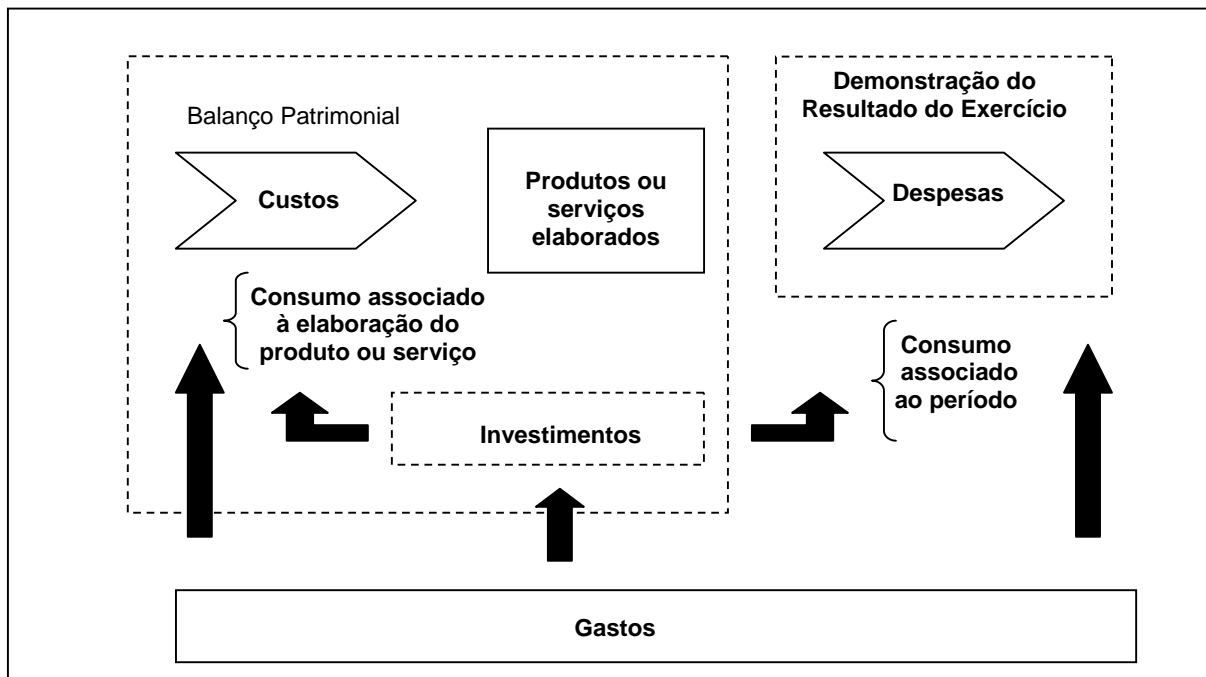 Balanço Patrimonial
Custos
Produtos ou
serviços
elaborados
Consumo associado
à elaboração do
produto ou serviço
Investimentos
Demonstração do
Resultado do Exercício
Despesas
Consumo
associado
ao período
Gastos